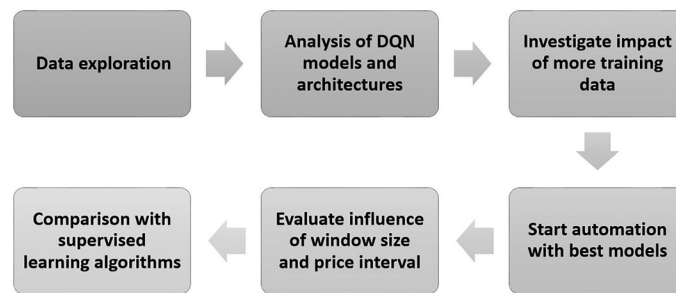 Data exploration
Analysis of DQN
models and
architectures
Investigate impact
of more training
data
Start automation
with best models
Evaluate influence
of window size
and price interval
Comparison with
supervised
learning algorithms